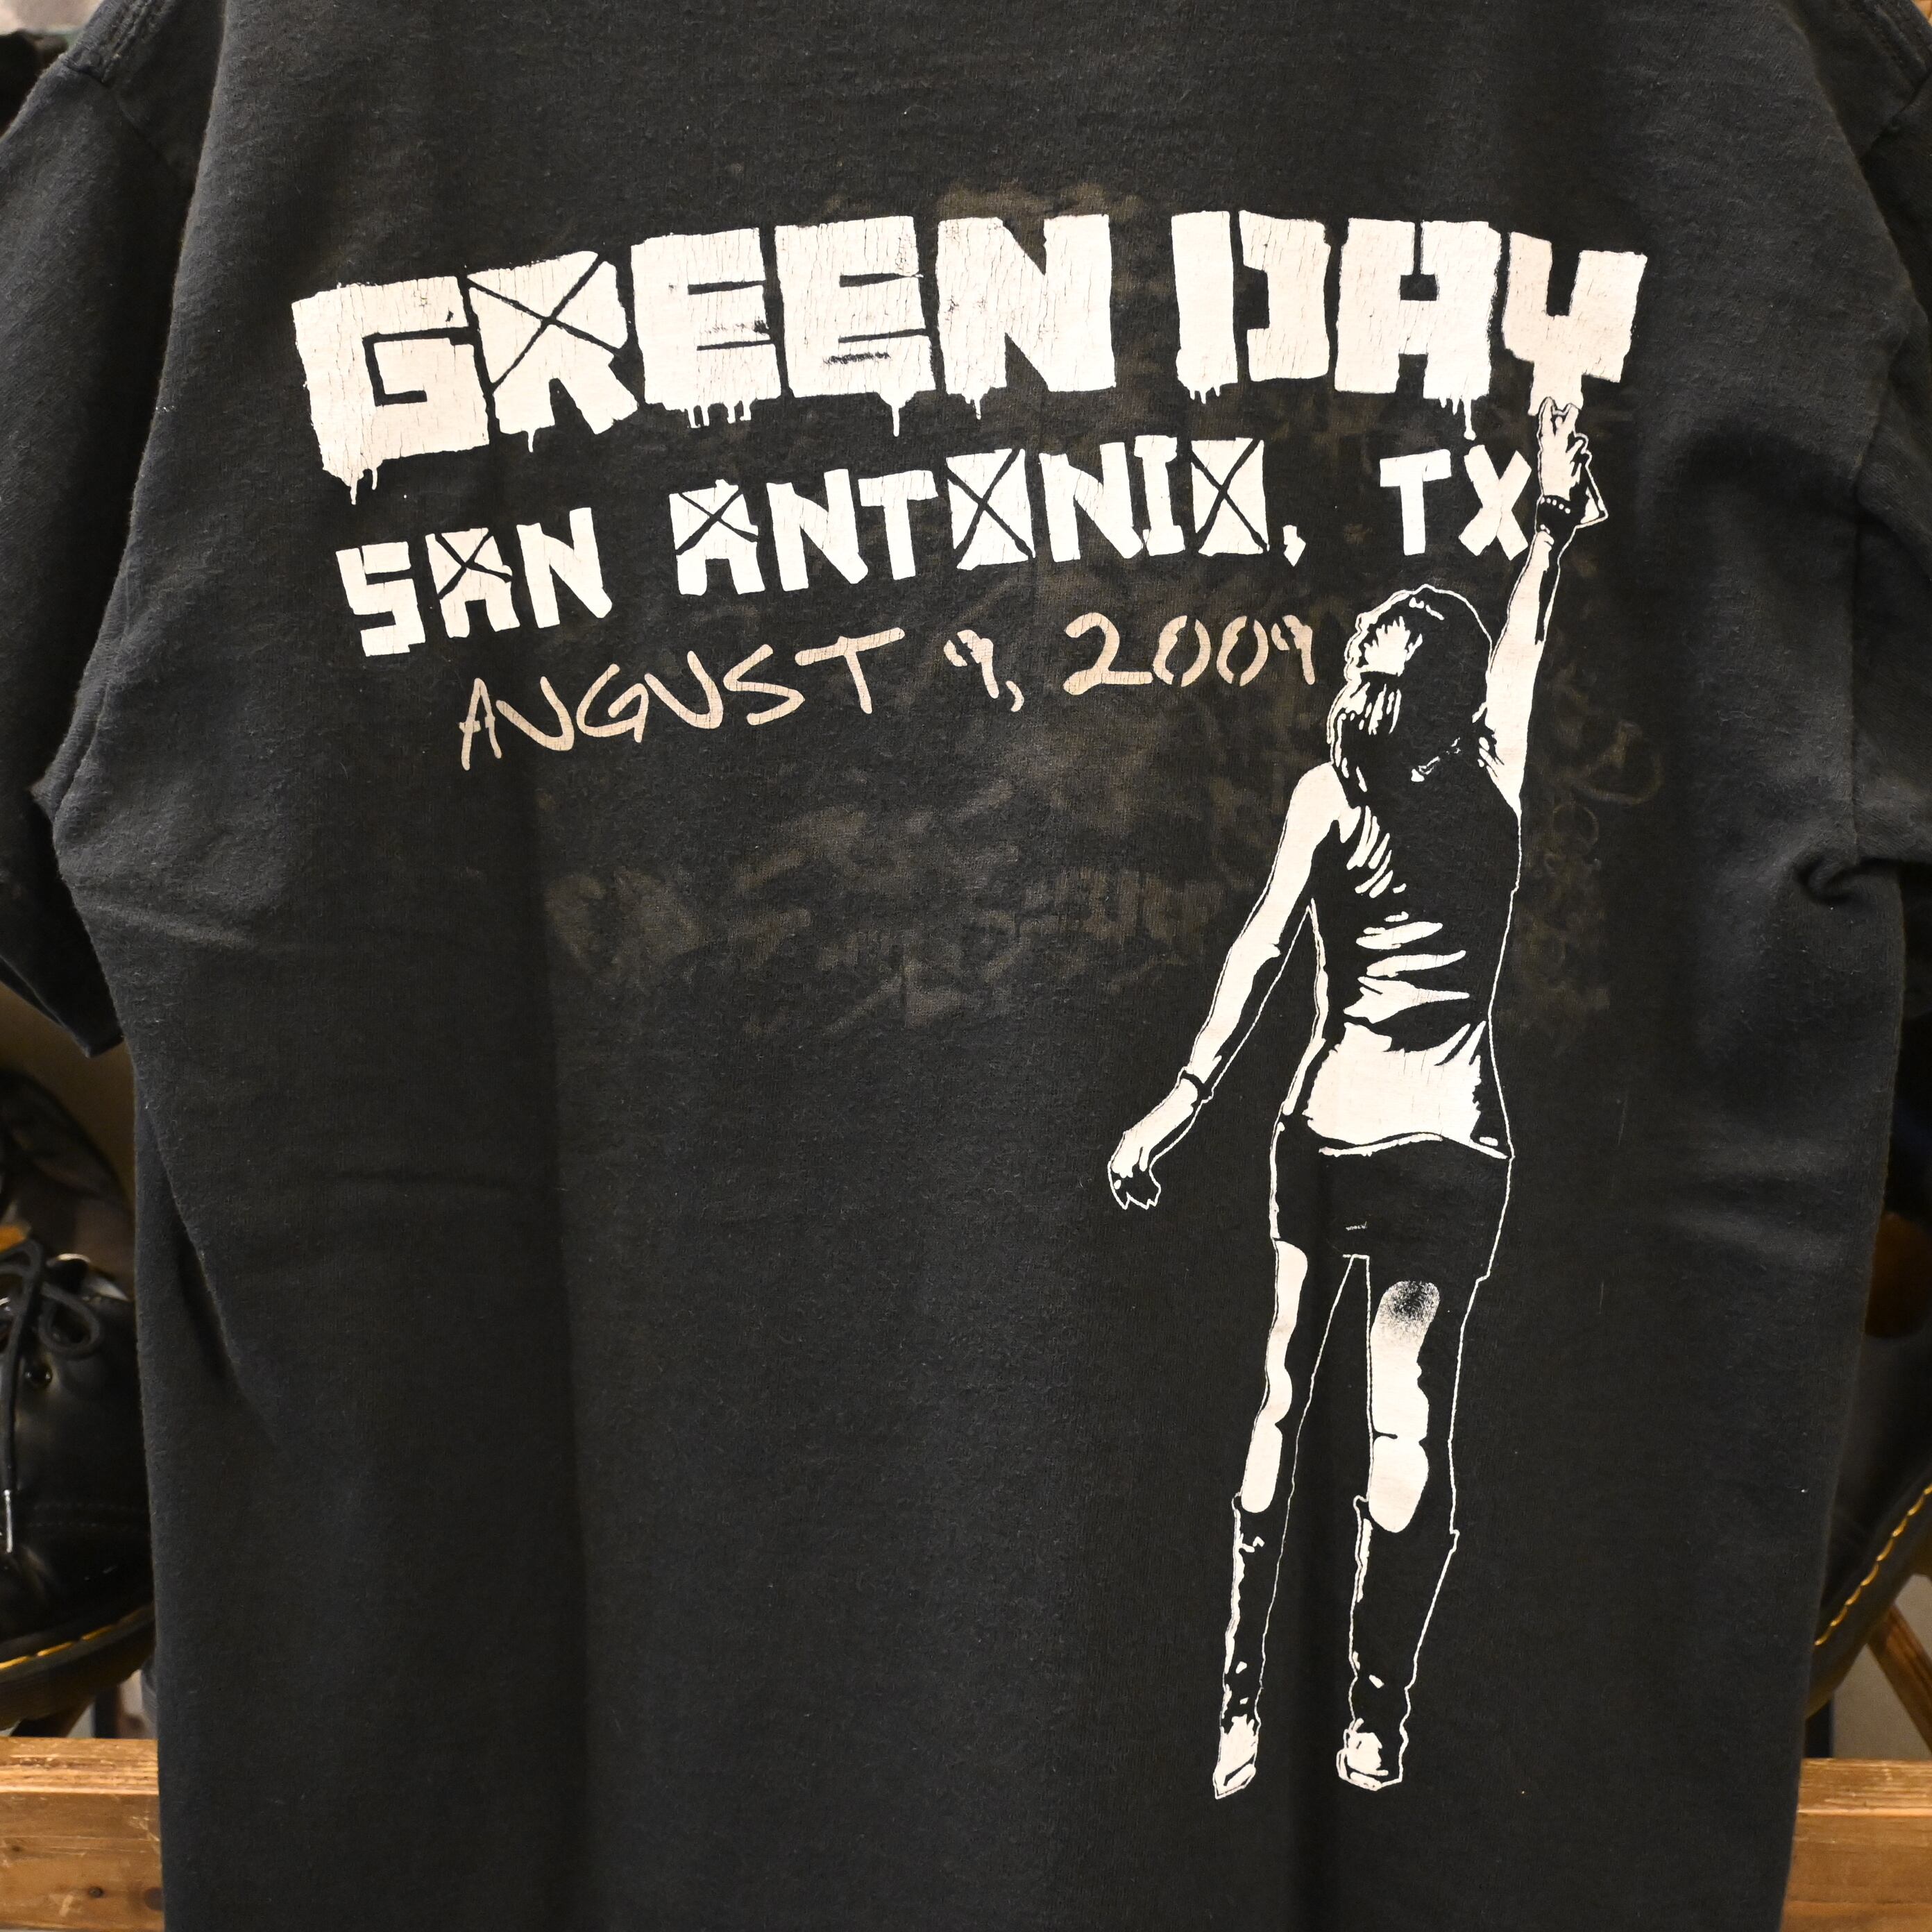 GREEN DAY
SAN ANTONIO, TX
AUGUST 9, 2009